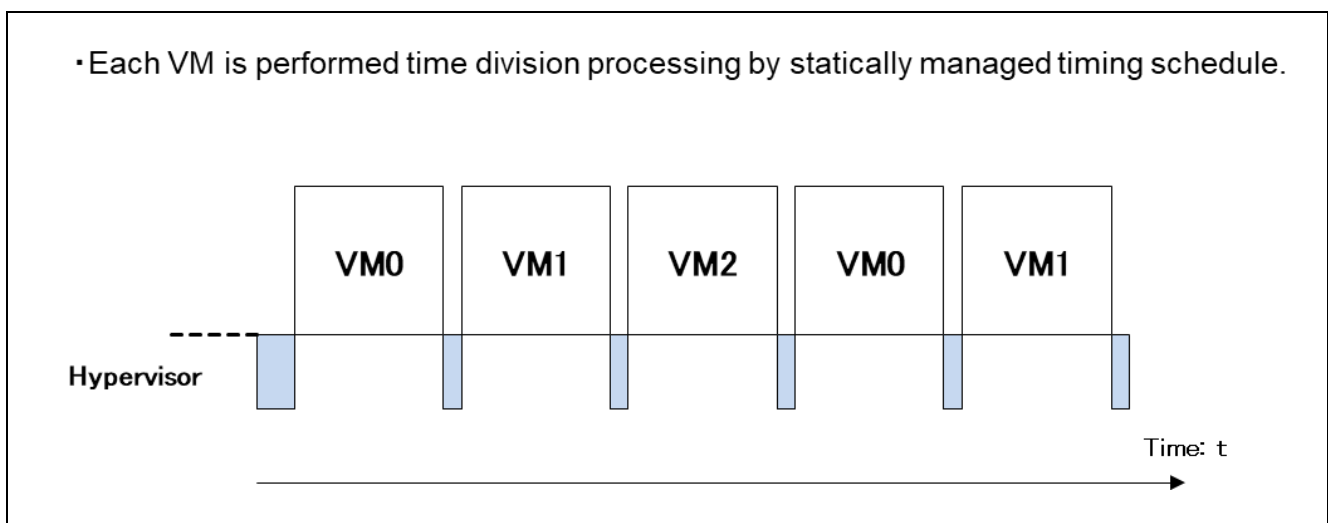 ・Each VM is performed time division processing by statically managed timing schedule.
VM0 VM1 VM2 VM0 VM1
Hypervisor
Time: t